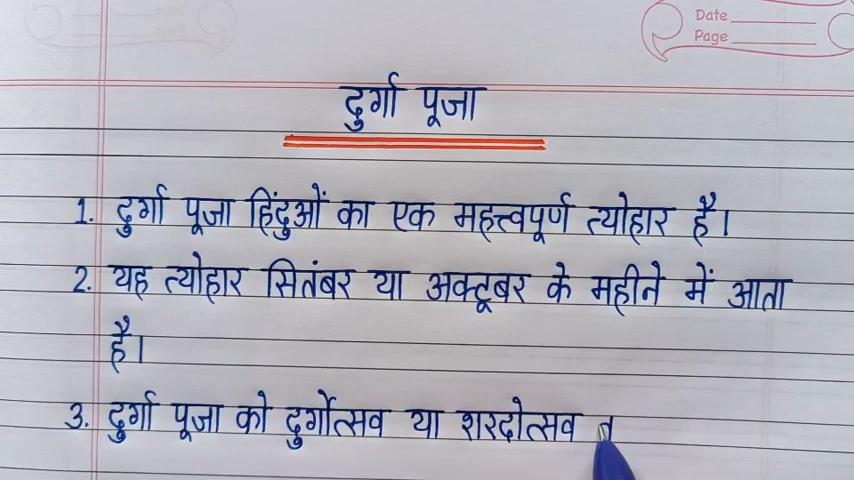 Date
Page
दुर्गा पूजा
1. दुर्गा पूजा हिंदुओं का एक महत्त्वपूर्ण त्योहार है।
2. यह त्योहार सितंबर या अक्टूबर के महीने में आता
है।
3. दुर्गा पूजा को दुर्गोत्सव या शरदोत्सव